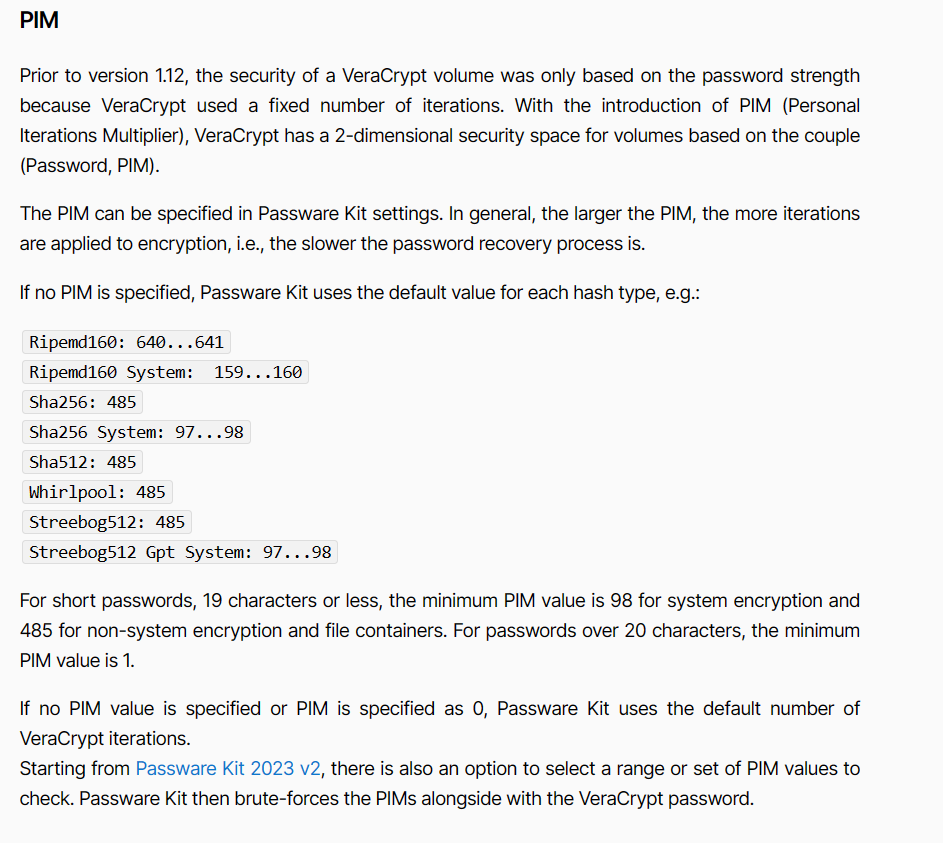 PIM
Prior to version 1.12, the security of a VeraCrypt volume was only based on the password strength
because VeraCrypt used a fixed number of iterations. With the introduction of PIM (Personal
Iterations Multiplier), VeraCrypt has a 2-dimensional security space for volumes based on the couple
(Password, PIM).
The PIM can be specified in Passware Kit settings. In general, the larger the PIM, the more iterations
are applied to encryption, i.e., the slower the password recovery process is.
If no PIM is specified, Passware Kit uses the default value for each hash type, e.g.:
Ripemd160: 640...641
Ripemd160 System:  159...160
Sha256: 485
Sha256 System: 97...98
Sha512: 485
Whirlpool: 485
Streebog512: 485
Streebog512 Gpt System: 97...98
For short passwords, 19 characters or less, the minimum PIM value is 98 for system encryption and
485 for non-system encryption and file containers. For passwords over 20 characters, the minimum
PIM value is 1.
If no PIM value is specified or PIM is specified as 0, Passware Kit uses the default number of
VeraCrypt iterations.
Starting from Passware Kit 2023 v2, there is also an option to select a range or set of PIM values to
check. Passware Kit then brute-forces the PIMs alongside with the VeraCrypt password.